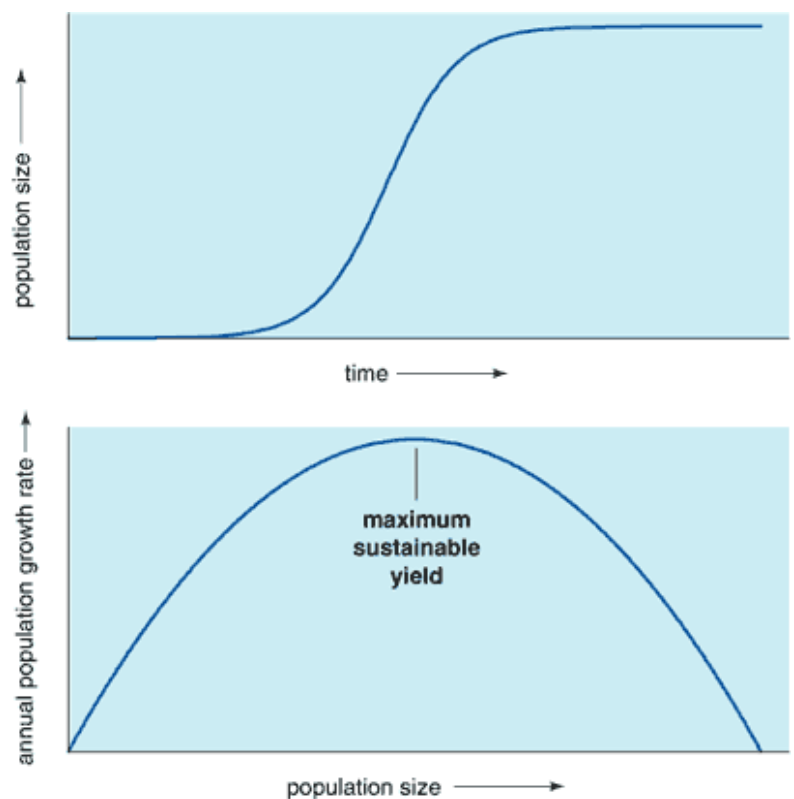 population size
time
annual population growth rate
maximum
sustainable
yield
population size